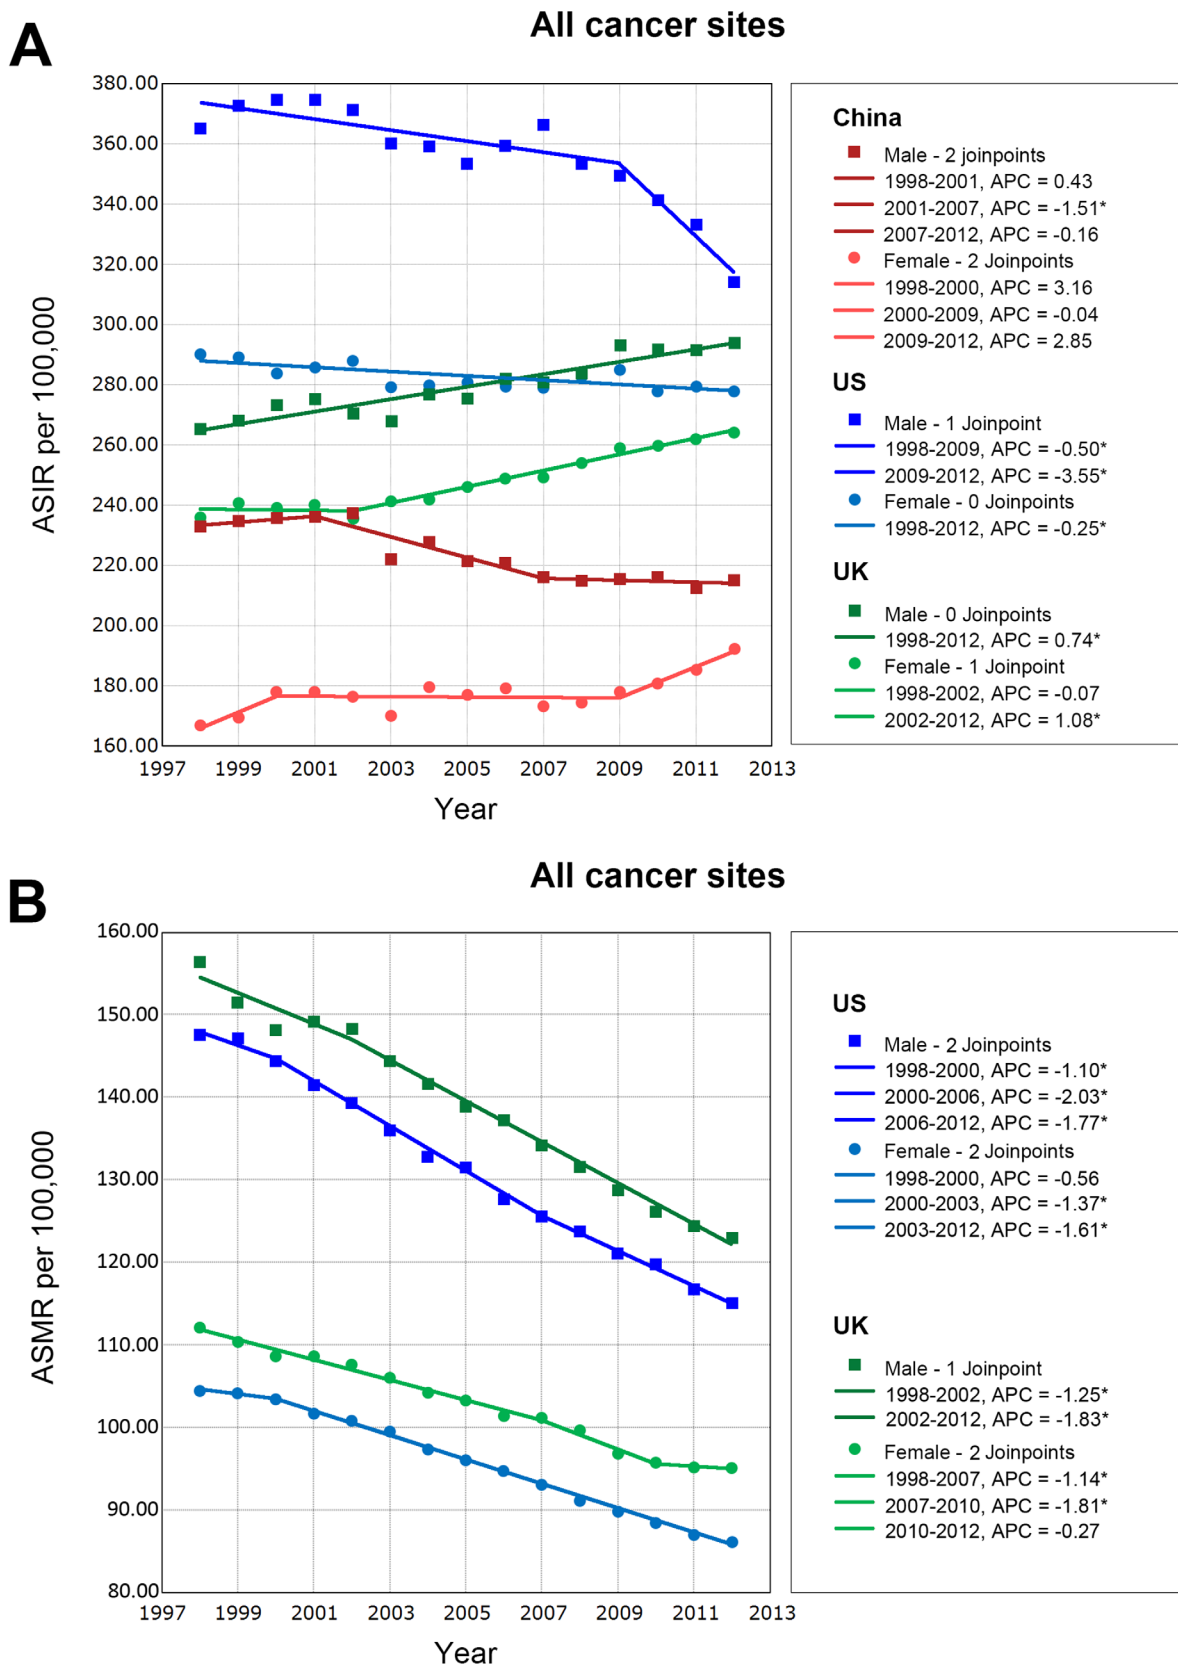 A
All cancer sites
380.00
360.00
340.00
320.00
300.00
280.00
260.00
240.00
220.00
200.00
180.00
160.00
ASIR per 100,000
1997 1999 2001 2003 2005 2007 2009 2011 2013
Year
China
Male - 2 joinpoints
1998-2001, APC = 0.43
2001-2007, APC = -1.51*
2007-2012, APC = -0.16
Female - 2 Joinpoints
1998-2000, APC = 3.16
2000-2009, APC = -0.04
2009-2012, APC = 2.85
US
Male - 1 Joinpoint
1998-2009, APC = -0.50*
2009-2012, APC = -3.55*
Female - 0 Joinpoints
1998-2012, APC = -0.25*
UK
Male - 0 Joinpoints
1998-2012, APC = 0.74*
Female - 1 Joinpoint
1998-2002, APC = -0.07
2002-2012, APC = 1.08*
B
All cancer sites
160.00
150.00
140.00
130.00
120.00
110.00
100.00
90.00
80.00
ASMR per 100,000
1997 1999 2001 2003 2005 2007 2009 2011 2013
Year
US
Male - 2 Joinpoints
1998-2000, APC = -1.10*
2000-2006, APC = -2.03*
2006-2012, APC = -1.77*
Female - 2 Joinpoints
1998-2000, APC = -0.56
2000-2003, APC = -1.37*
2003-2012, APC = -1.61*
UK
Male - 1 Joinpoint
1998-2002, APC = -1.25*
2002-2012, APC = -1.83*
Female - 2 Joinpoints
1998-2007, APC = -1.14*
2007-2010, APC = -1.81*
2010-2012, APC = -0.27